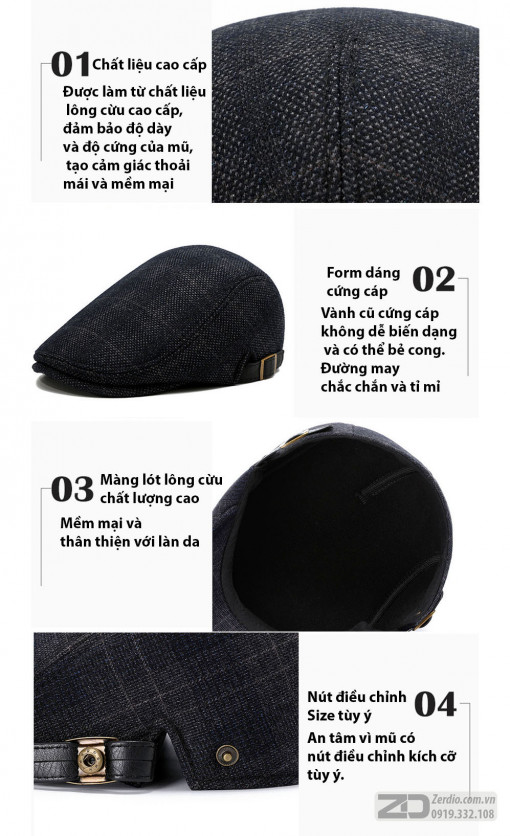 01 Chất liệu cao cấp
Được làm từ chất liệu
lông cừu cao cấp,
đảm bảo độ dày
và độ cứng của mũ,
tạo cảm giác thoải
mái và mềm mại
Form dáng
cứng cáp
02
Vành cũ cứng cáp
không dễ biến dạng
và có thể bẻ cong.
Đường may
chắc chắn và tỉ mỉ
03
Màng lót lông cừu
chất lượng cao
Mềm mại và
thân thiện với làn da
Nút điều chỉnh
Size tùy ý
04
An tâm vì mũ có
nút điều chỉnh kích cỡ
tùy ý.
ZD
Zerdio.com.vn
0919.332.108